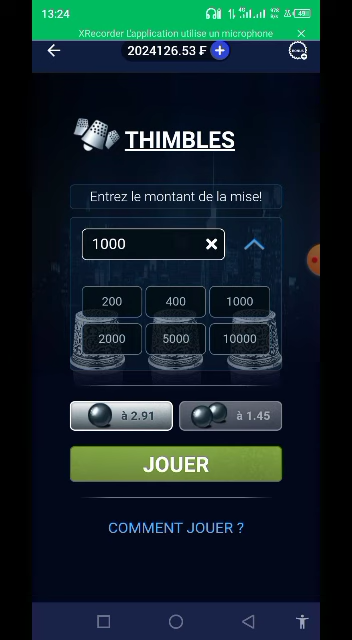 13:24
XRecorder L'application utilise un microphone
2024126.53 ₣
THIMBLES
Entrez le montant de la mise!
1000
200 400 1000
2000 5000 10000
à 2.91 à 1.45
JOUER
COMMENT JOUER ?